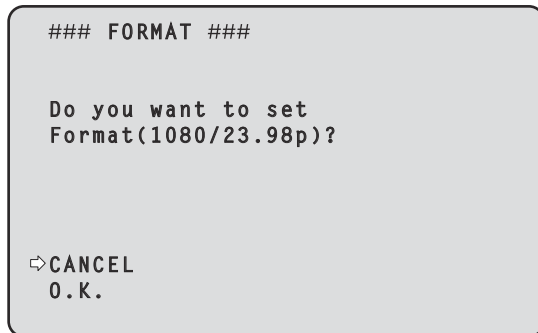 ### FORMAT ###
Do you want to set
Format(1080/23.98p)?
⇨CANCEL
O.K.